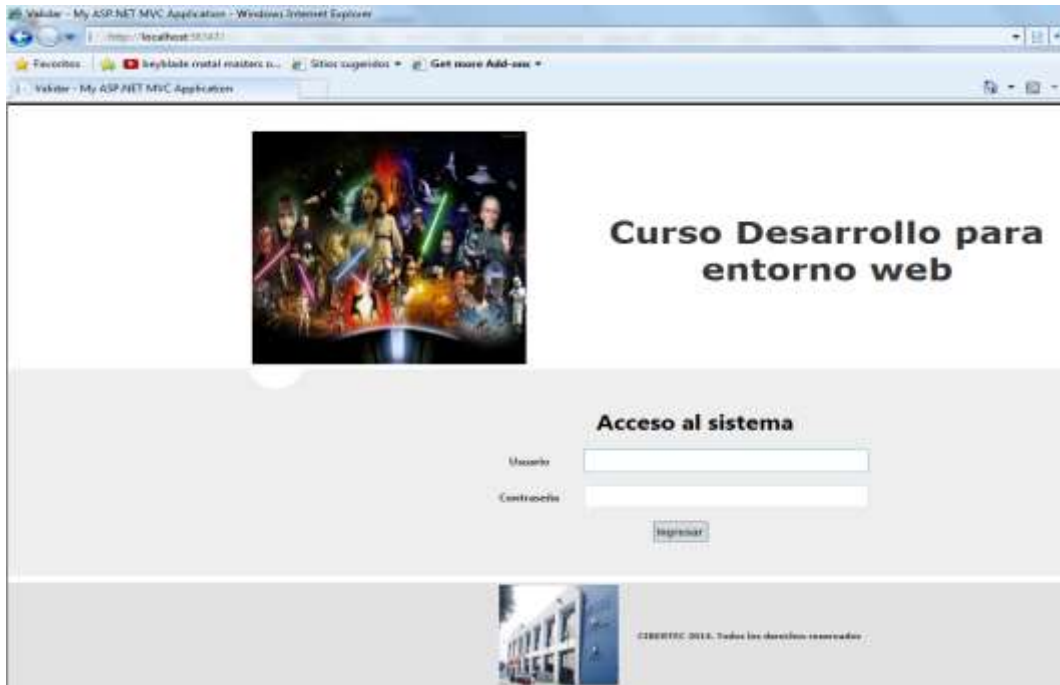 Validar - My ASP.NET MVC Application - Windows Internet Explorer
http://localhost
Favoritos beyblade metal masters Sitios sugeridos Get more Add-ons
Validar - My ASP.NET MVC Application
Curso Desarrollo para
entorno web
Acceso al sistema
Usuario
Contraseña
Ingresar
CIBERTEC 2014. Todos los derechos reservados